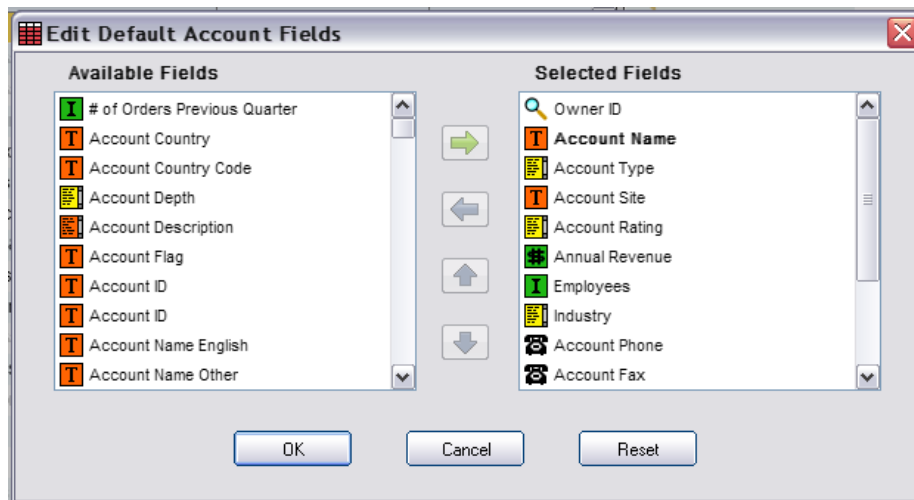 Edit Default Account Fields
Available Fields
# of Orders Previous Quarter
Account Country
Account Country Code
Account Depth
Account Description
Account Flag
Account ID
Account ID
Account Name English
Account Name Other
Selected Fields
Owner ID
Account Name
Account Type
Account Site
Account Rating
Annual Revenue
Employees
Industry
Account Phone
Account Fax
OK
Cancel
Reset